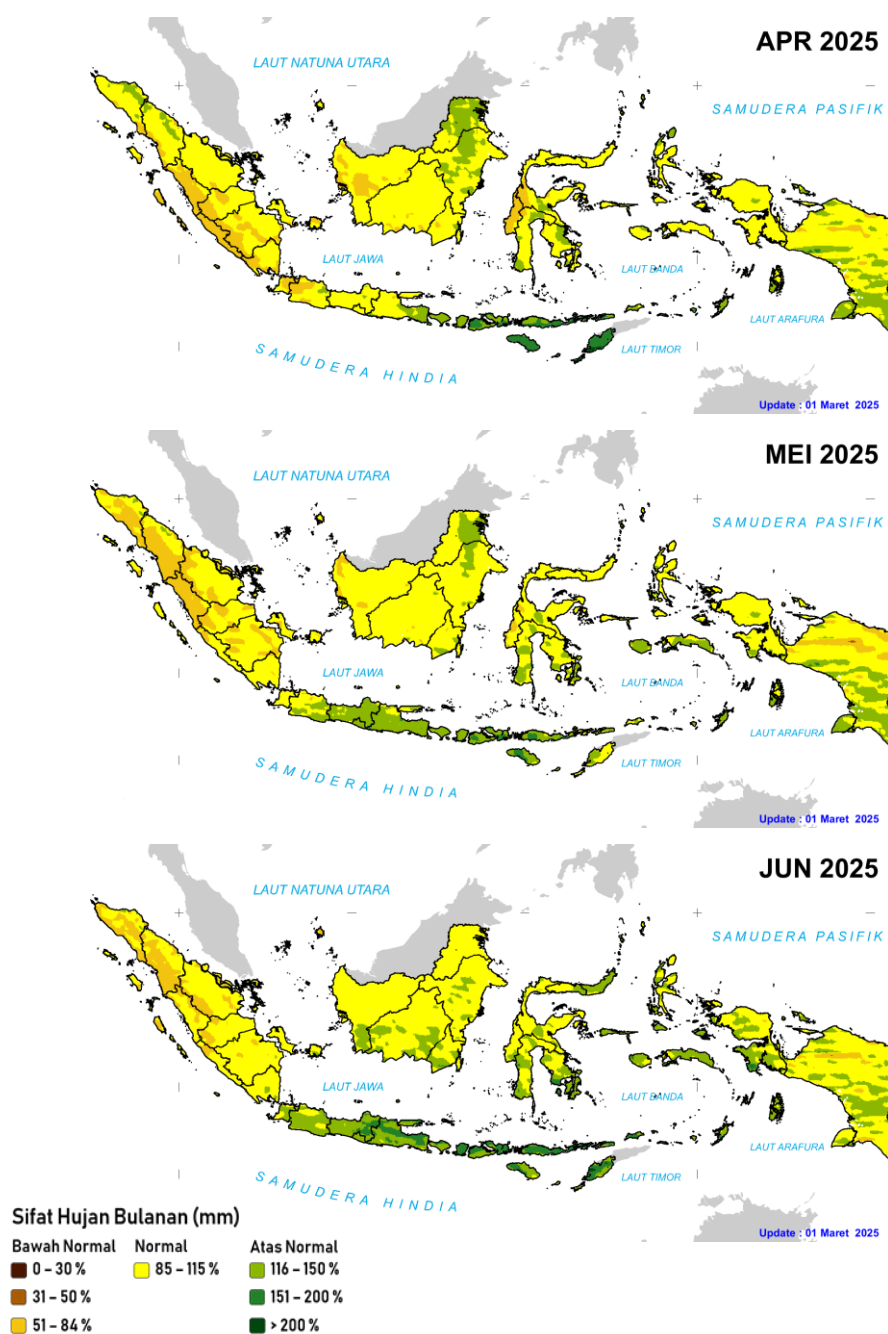 APR 2025
LAUT NATUNA UTARA
SAMUDERA PASIFIK
LAUT JAWA
LAUT BANDA
LAUT ARAFURA
LAUT TIMOR
SAMUDERA HINDIA
Update : 01 Maret 2025
MEI 2025
LAUT NATUNA UTARA
SAMUDERA PASIFIK
LAUT JAWA
LAUT BANDA
LAUT ARAFURA
LAUT TIMOR
SAMUDERA HINDIA
Update : 01 Maret 2025
JUN 2025
LAUT NATUNA UTARA
SAMUDERA PASIFIK
LAUT JAWA
LAUT BANDA
LAUT ARAFURA
LAUT TIMOR
SAMUDERA HINDIA
Update : 01 Maret 2025
Sifat Hujan Bulanan (mm)
Bawah Normal Normal Atas Normal
0 – 30 % 85 – 115 % 116 – 150 %
31 – 50 % 151 – 200 %
51 – 84 % > 200 %